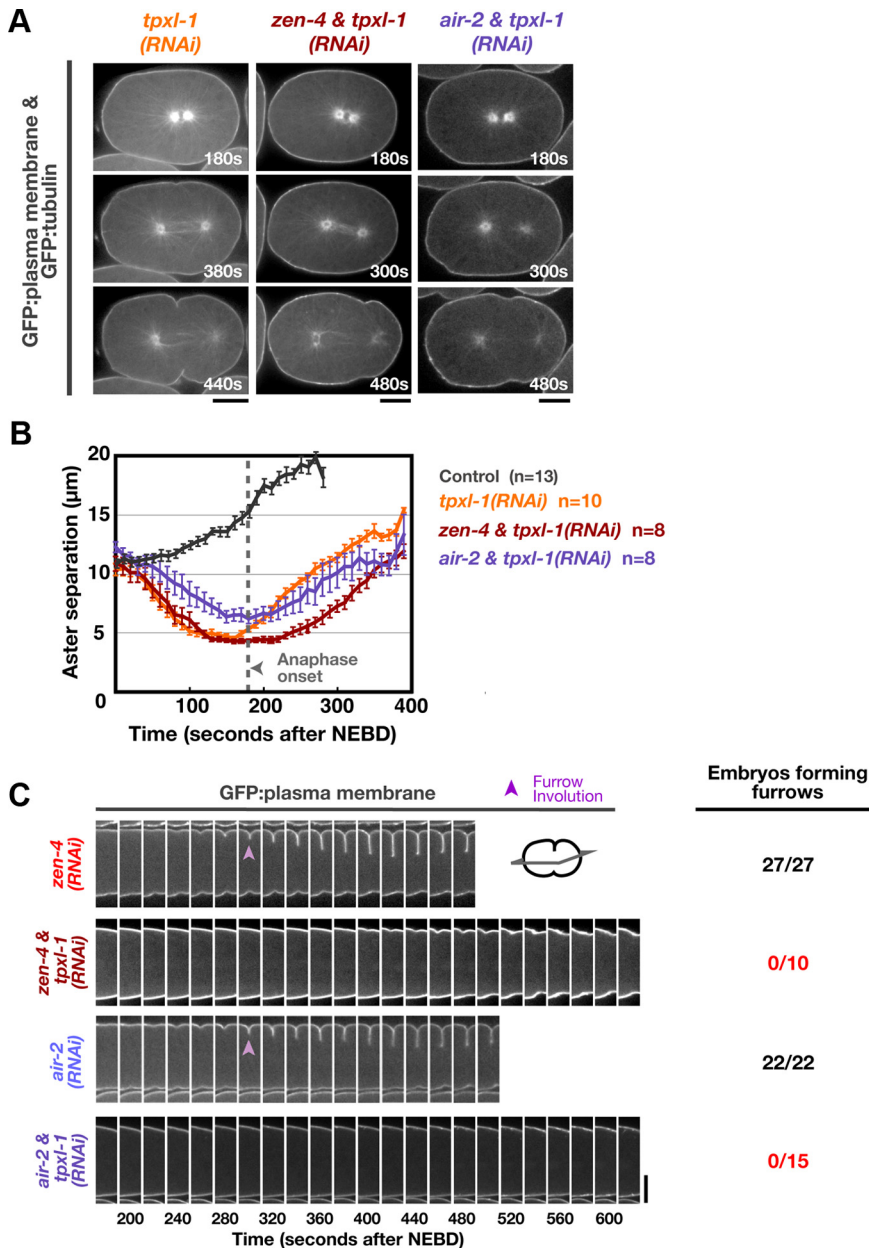 A
tpxl-1
(RNAi)
zen-4 & tpxl-1
(RNAi)
air-2 & tpxl-1
(RNAi)
GFP:plasma membrane &
GFP:tubulin
180s
180s
180s
380s
300s
300s
440s
480s
480s
B
Aster separation (µm)
20
15
10
5
0
100
200
300
400
Anaphase
onset
Time (seconds after NEBD)
Control (n=13)
tpxl-1(RNAi) n=10
zen-4 & tpxl-1(RNAi) n=8
air-2 & tpxl-1(RNAi) n=8
C
GFP:plasma membrane
Furrow
Involution
Embryos forming
furrows
zen-4
(RNAi)
27/27
zen-4 &
tpxl-1
(RNAi)
0/10
air-2
(RNAi)
22/22
air-2 &
tpxl-1
(RNAi)
0/15
200 240 280 320 360 400 440 480 520 560 600
Time (seconds after NEBD)